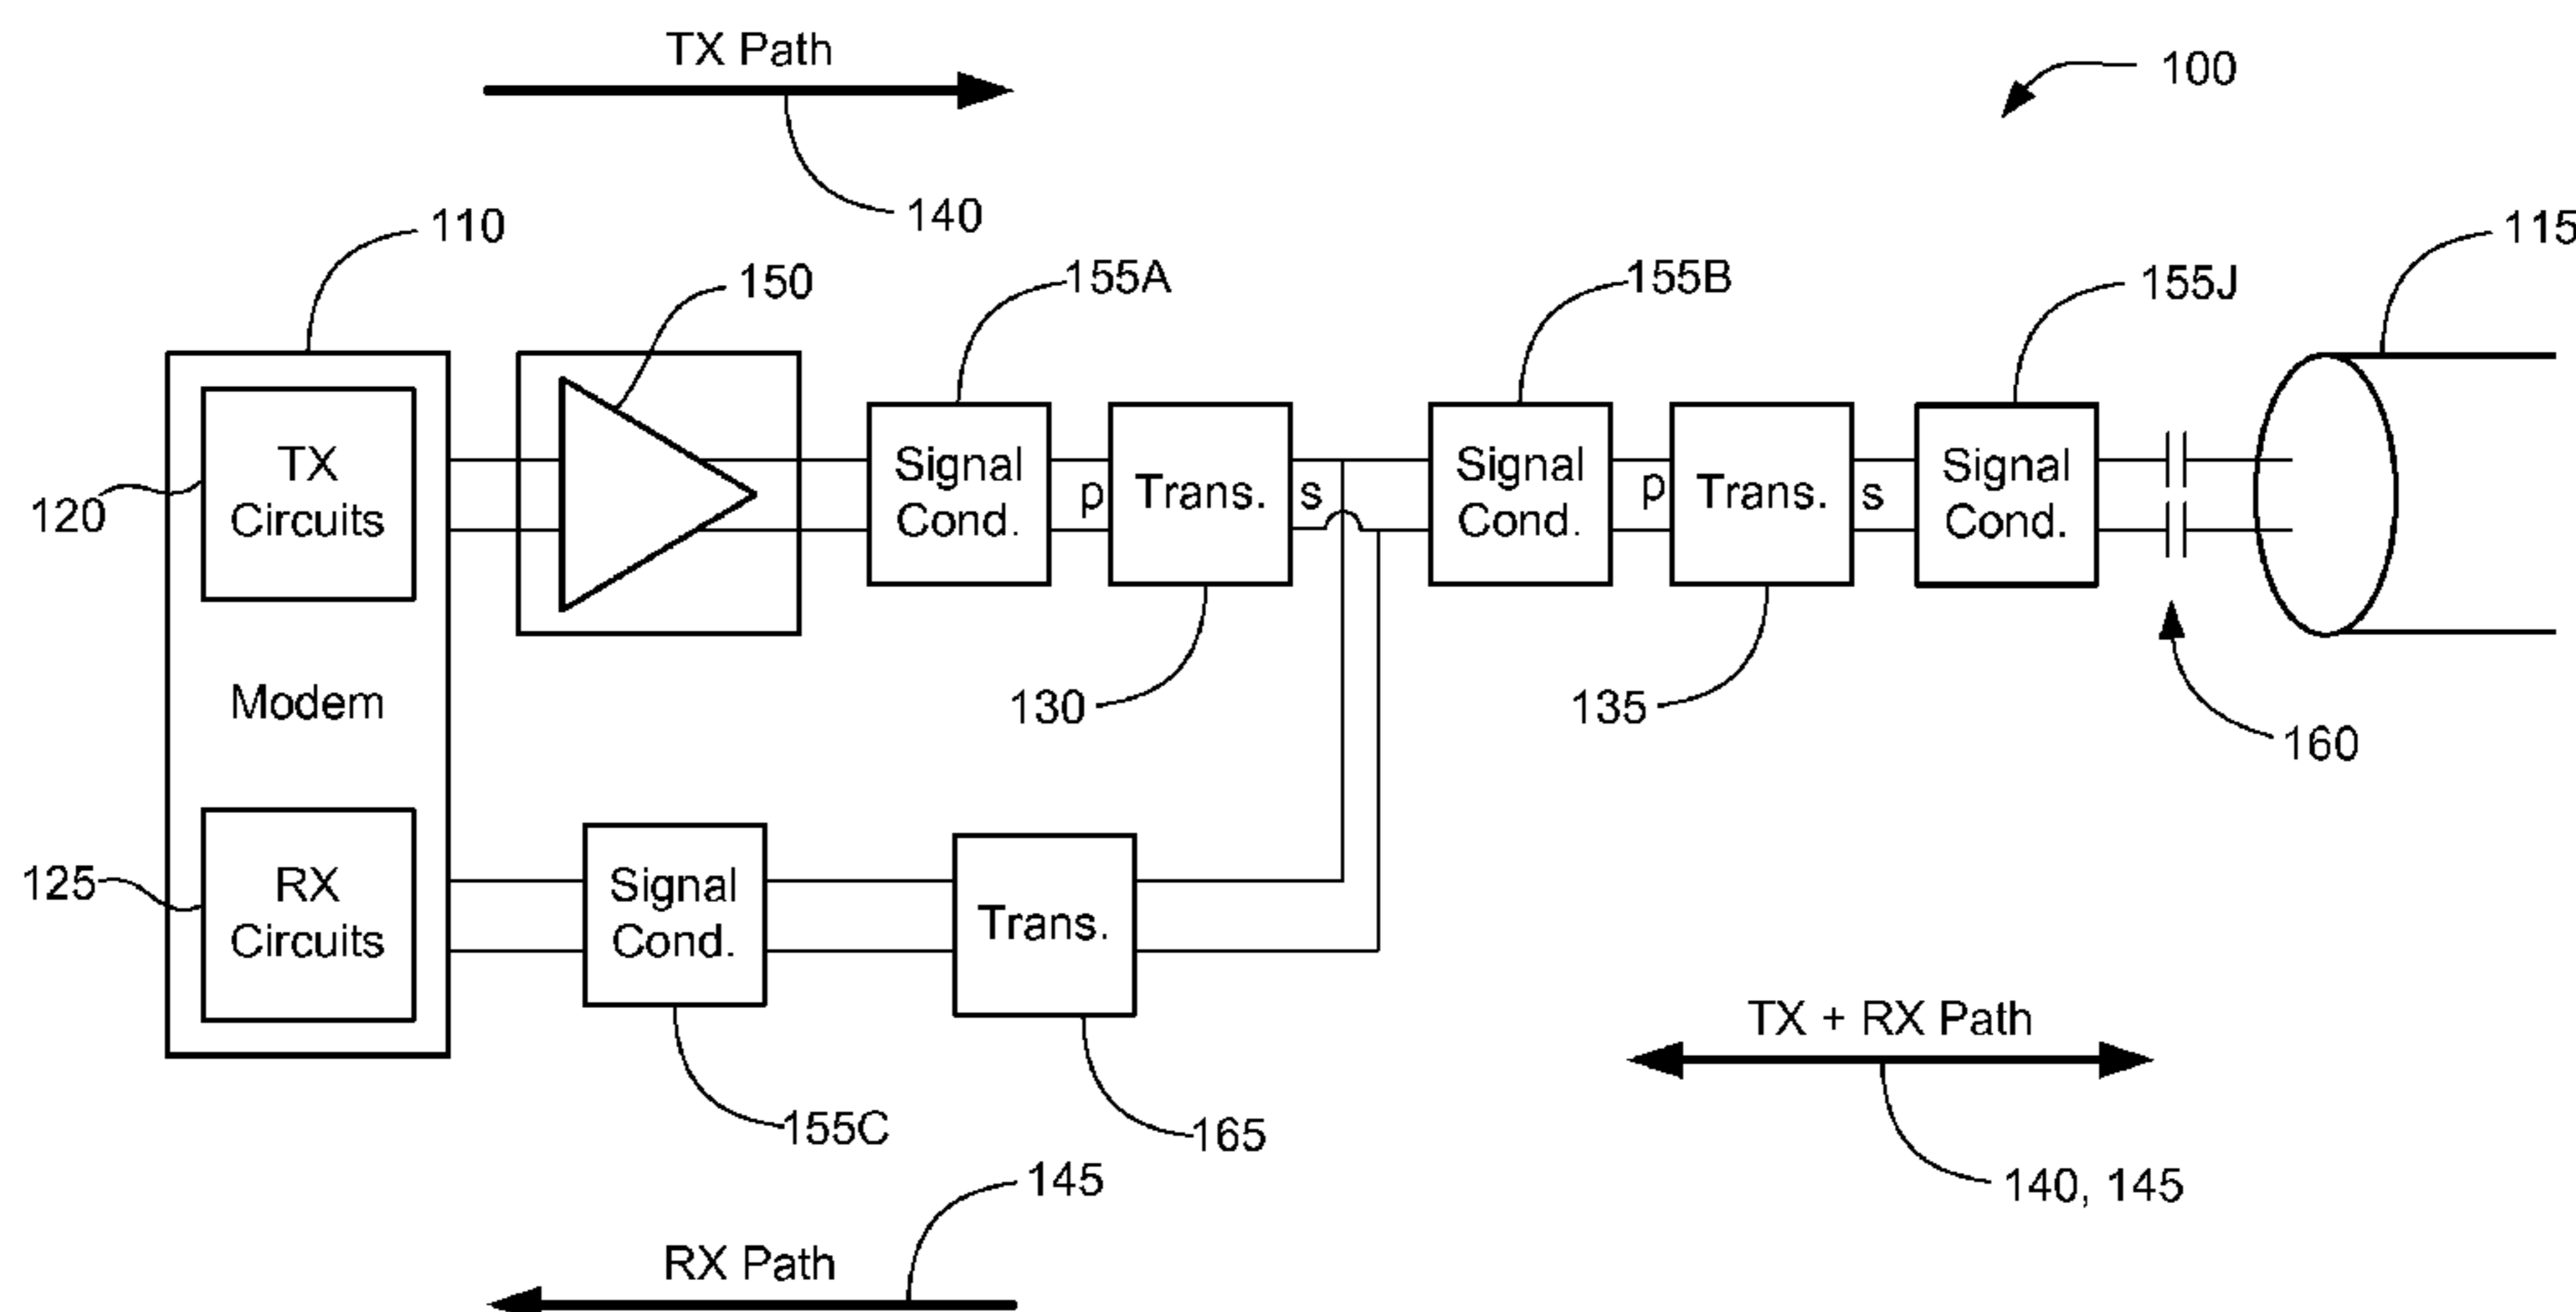 TX Path
100
140
110
115
150
155A
155B
155J
TX
Circuits
Signal
Cond.
p
Trans.
s
Signal
Cond.
p
Trans.
s
Signal
Cond.
120
Modem
130
135
160
125
RX
Circuits
Signal
Cond.
Trans.
TX + RX Path
155C
165
145
140, 145
RX Path